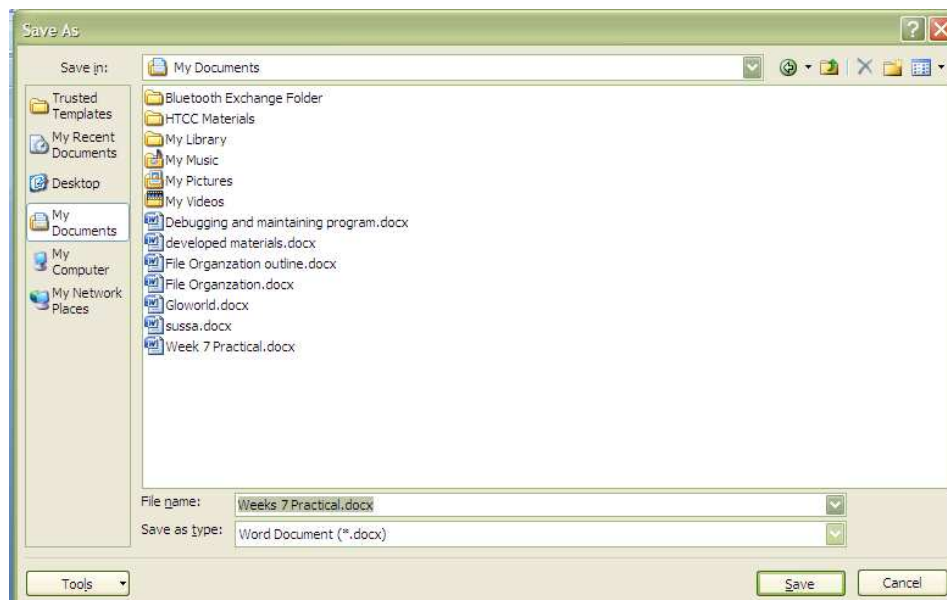 Save As
Save in:
My Documents
Trusted
Templates
My Recent
Documents
Desktop
My
Documents
My
Computer
My Network
Places
Bluetooth Exchange Folder
HTCC Materials
My Library
My Music
My Pictures
My Videos
Debugging and maintaining program.docx
developed materials.docx
File Organzation outline.docx
File Organzation.docx
Gloworld.docx
sussa.docx
Week 7 Practical.docx
File name:
Weeks 7 Practical.docx
Save as type:
Word Document (*.docx)
Tools
Save
Cancel